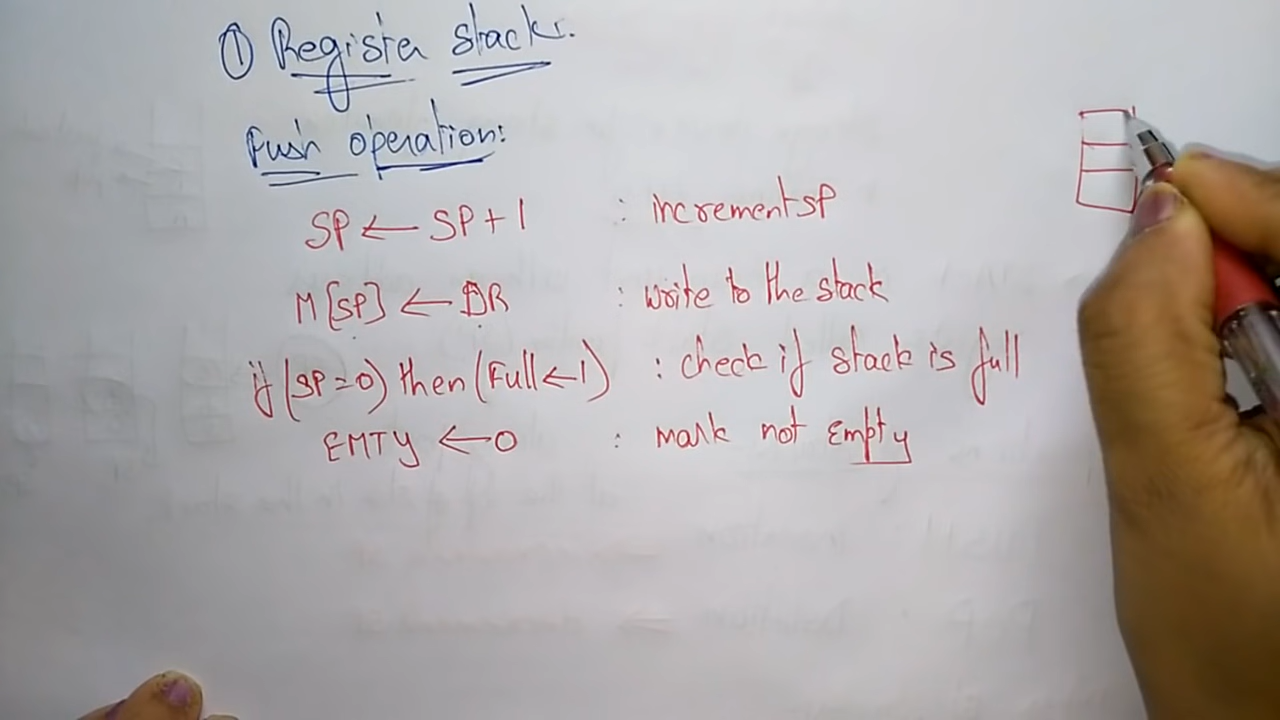 ① Register stack.
Push operation:
SP ← SP + 1 : increment SP
M[SP] ← DR : write to the stack
if (SP = 0) then (Full ← 1) : check if stack is full
EMTY ← 0 : mark not empty